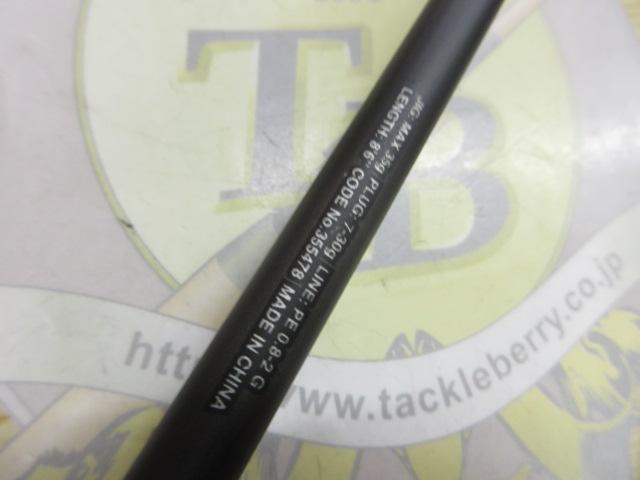 TB
JIG: MAX 35g PLUG: 7-30g LINE: PE 0.8-2 G
LENGTH: 8'6" CODE No.355478 MADE IN CHINA
http www.tackleberry.co.jp